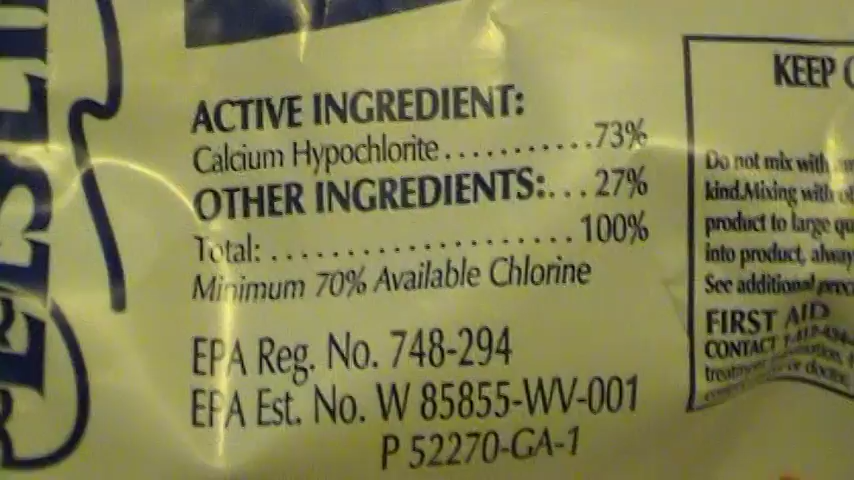 ACTIVE INGREDIENT:
Calcium Hypochlorite...........73%
OTHER INGREDIENTS:...27%
Total:.....................100%
Minimum 70% Available Chlorine
EPA Reg. No. 748-294
EPA Est. No. W 85855-WV-001
P 52270-GA-1
KEEP
Do not mix with
kind.Mixing with
product to large
into product, alway
See additional
FIRST AID
CONTACT